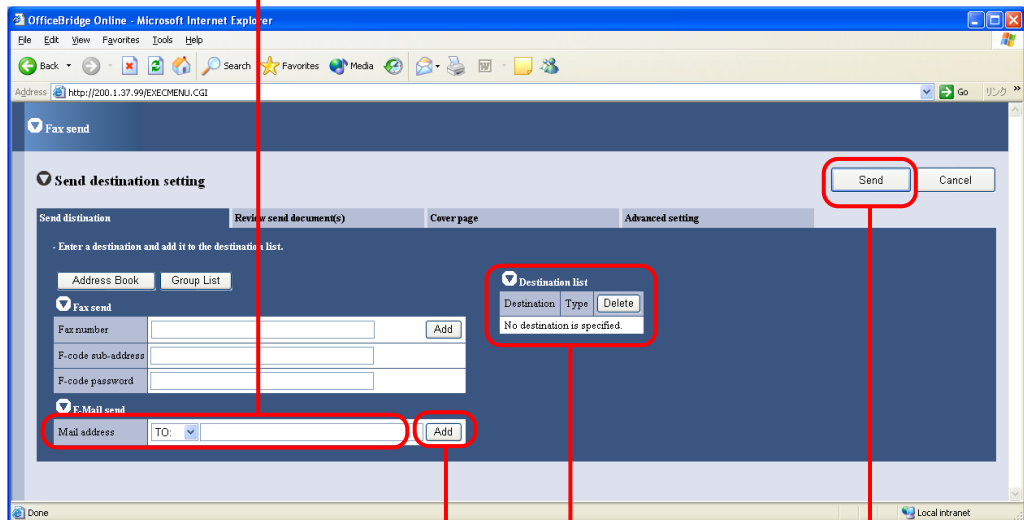 OfficeBridge Online - Microsoft Internet Explorer
File Edit View Favorites Tools Help
Back Search Favorites Media
Address http://200.1.37.99/EXECMENU.CGI Go リンク »
Fax send
Send destination setting
Send Cancel
Send distination Review send document(s) Cover page Advanced setting
- Enter a destination and add it to the destination list.
Address Book Group List
Destination list
Destination Type Delete
No destination is specified.
Fax send
Fax number Add
F-code sub-address
F-code password
E-Mail send
Mail address TO: Add
Done Local intranet